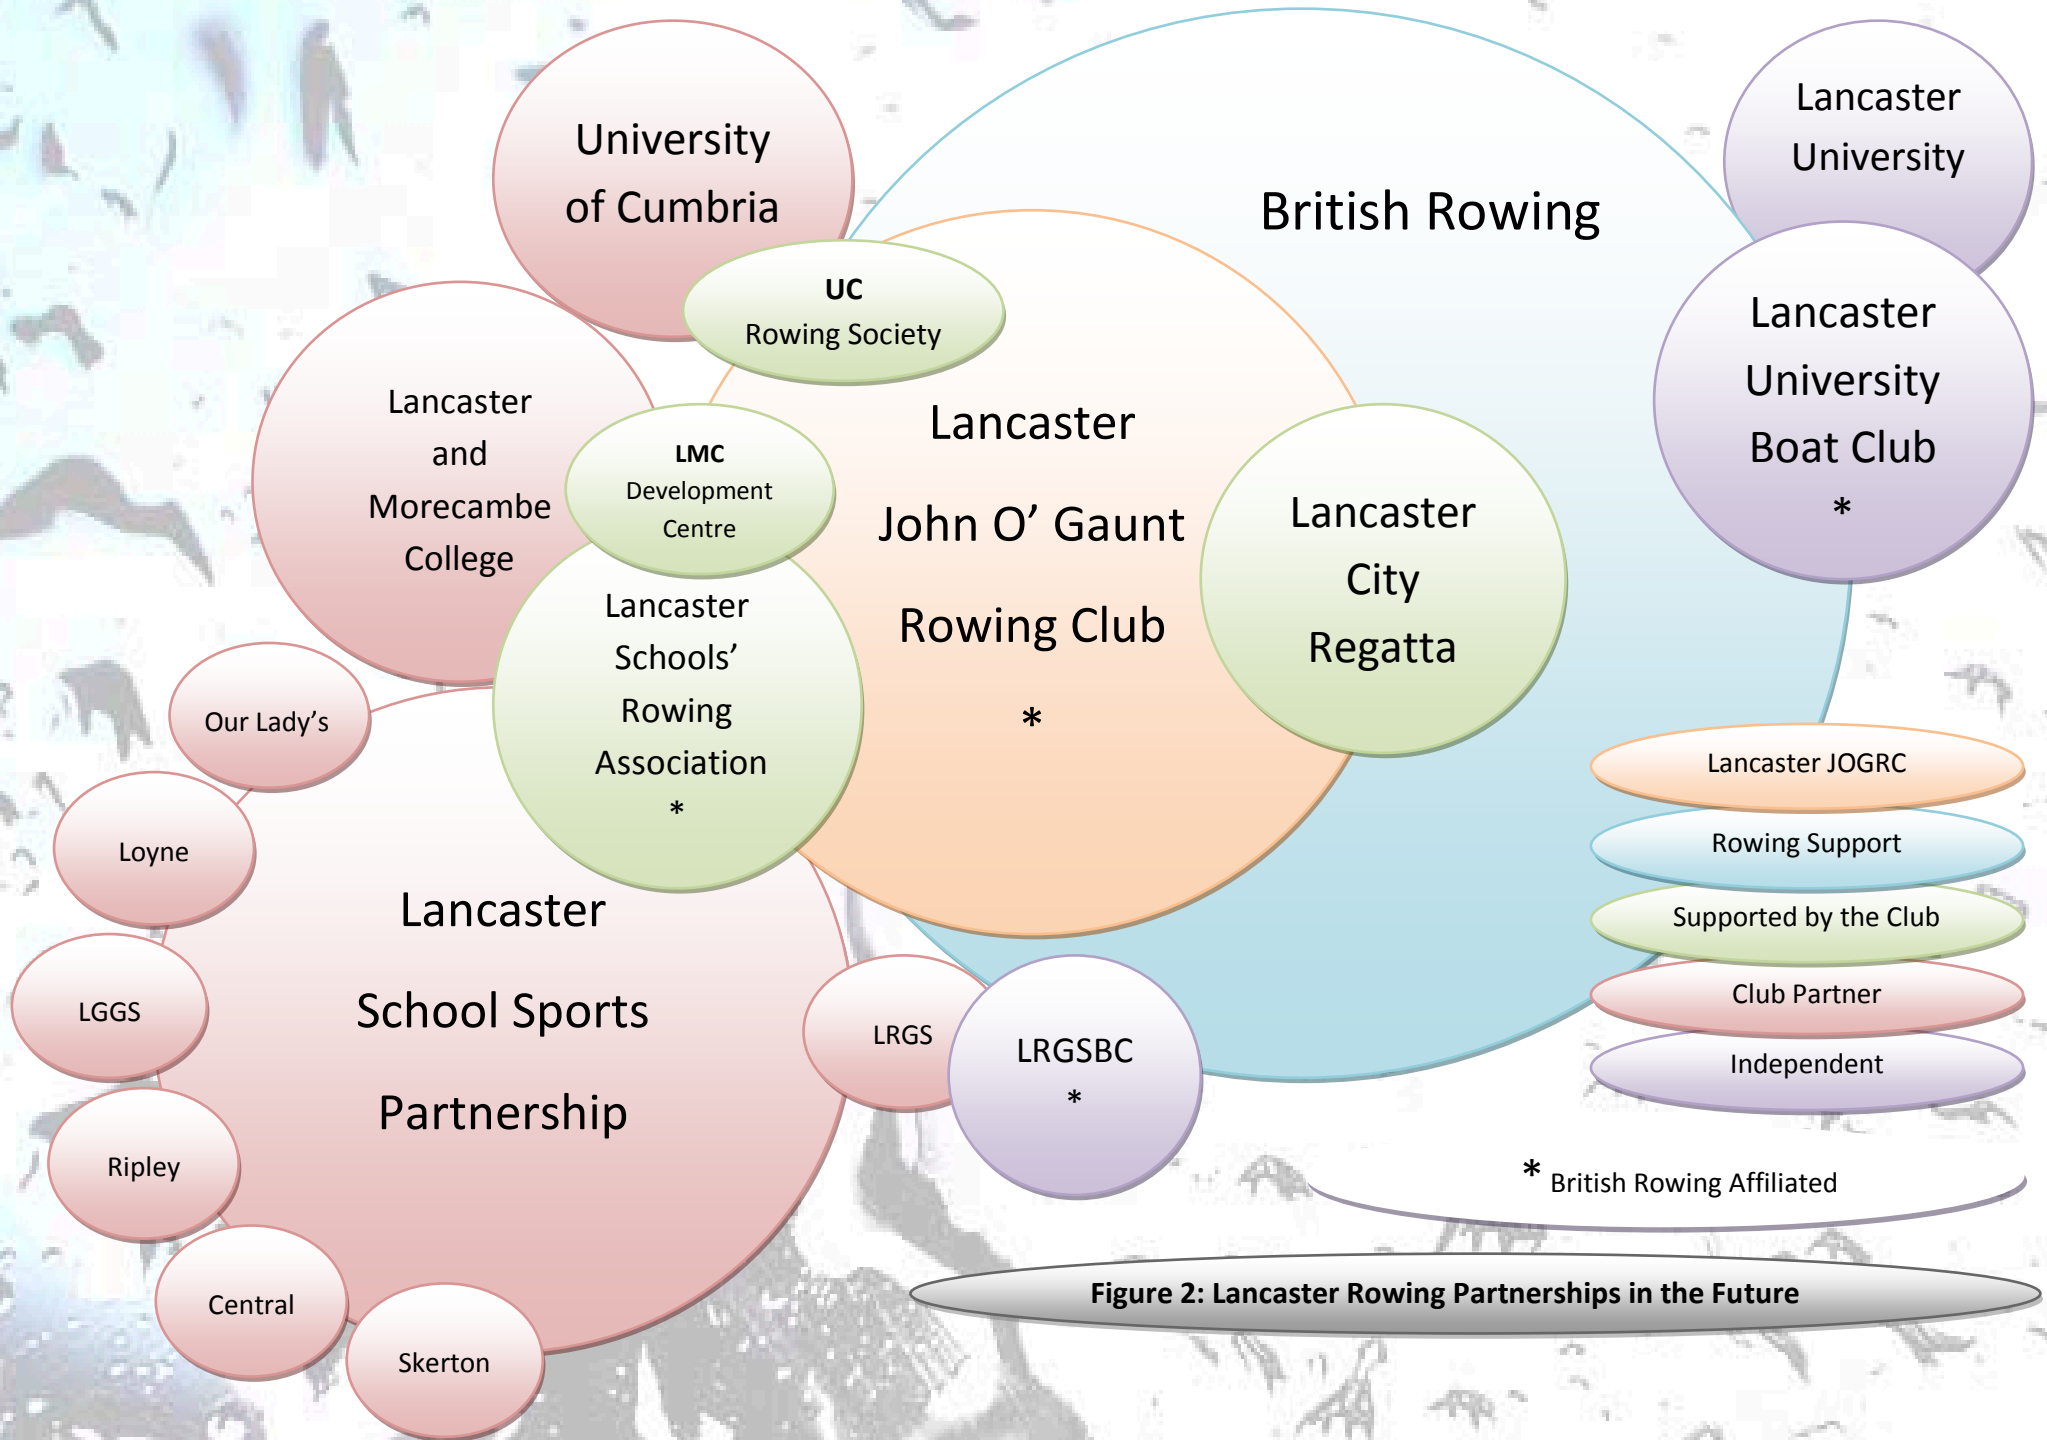 University
of Cumbria
UC
Rowing Society
British Rowing
Lancaster
University
Lancaster
University
Boat Club
*
Lancaster
and
Morecambe
College
LMC
Development
Centre
Lancaster
John O’ Gaunt
Rowing Club
*
Lancaster
City
Regatta
Lancaster
Schools’
Rowing
Association
*
Our Lady’s
Loyne
LGGS
Ripley
Central
Skerton
Lancaster
School Sports
Partnership
LRGS
LRGSBC
*
Lancaster JOGRC
Rowing Support
Supported by the Club
Club Partner
Independent
* British Rowing Affiliated
Figure 2: Lancaster Rowing Partnerships in the Future